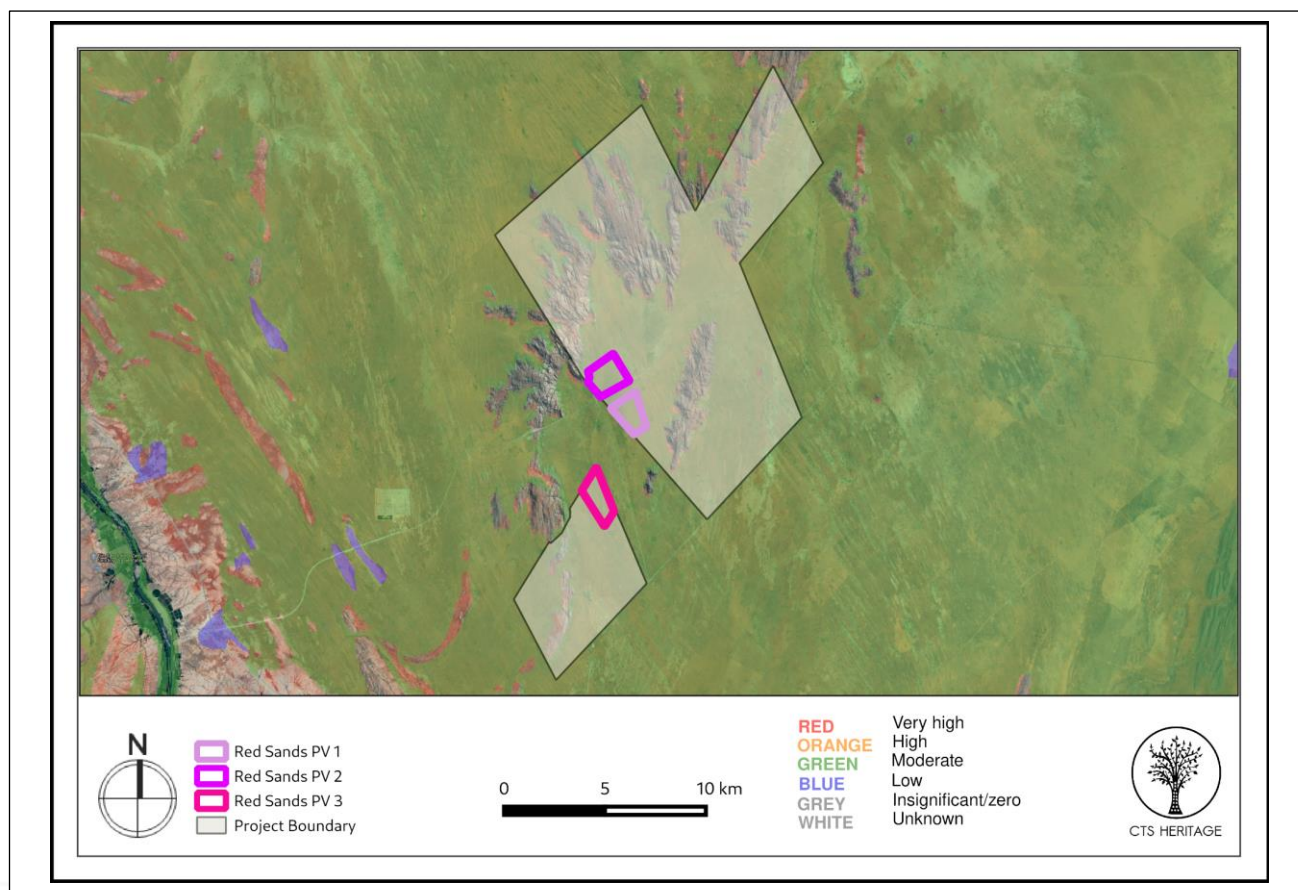 N
Red Sands PV 1
Red Sands PV 2
Red Sands PV 3
Project Boundary
0 5 10 km
RED Very high
ORANGE High
GREEN Moderate
BLUE Low
GREY Insignificant/zero
WHITE Unknown
CTS HERITAGE